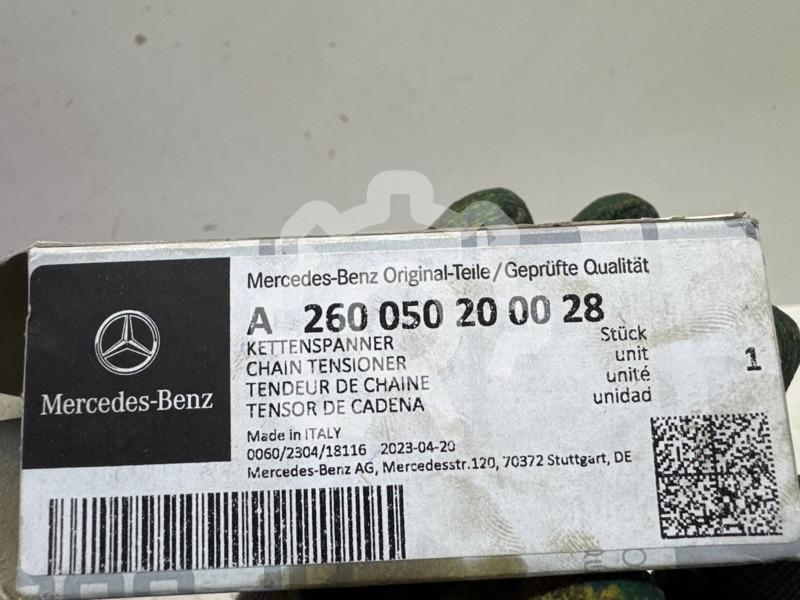 Mercedes-Benz Original-Teile/Geprüfte Qualität
A 260 050 20 00 28
KETTENSPANNER
CHAIN TENSIONER
TENDEUR DE CHAINE
TENSOR DE CADENA
Stück
unit
unité
unidad
1
Made in ITALY
0060/2304/18116 2023-04-20
Mercedes-Benz AG, Mercedesstr.120, 70372 Stuttgart, DE
Mercedes-Benz